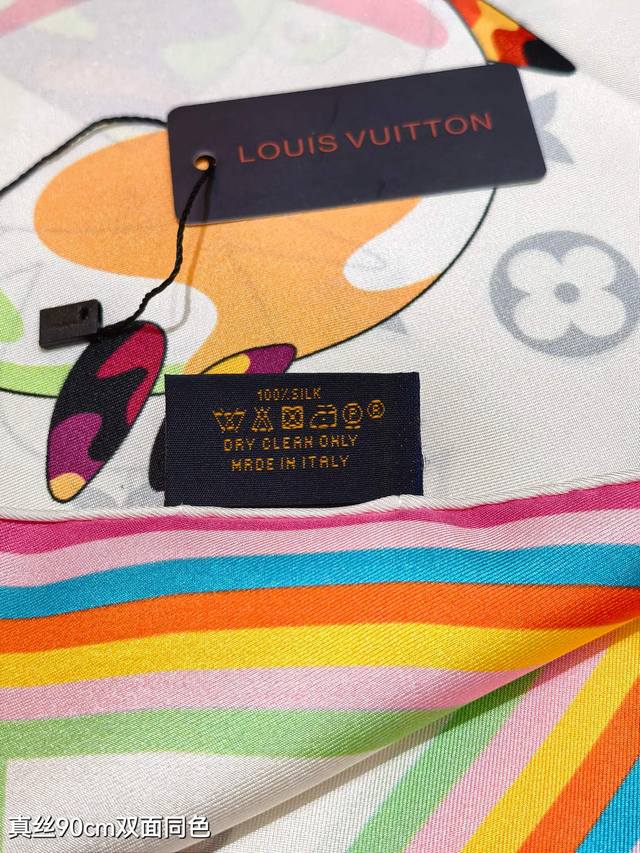 LOUIS VUITTON
100% SILK
DRY CLEAN ONLY
MADE IN ITALY
真丝90cm双面同色